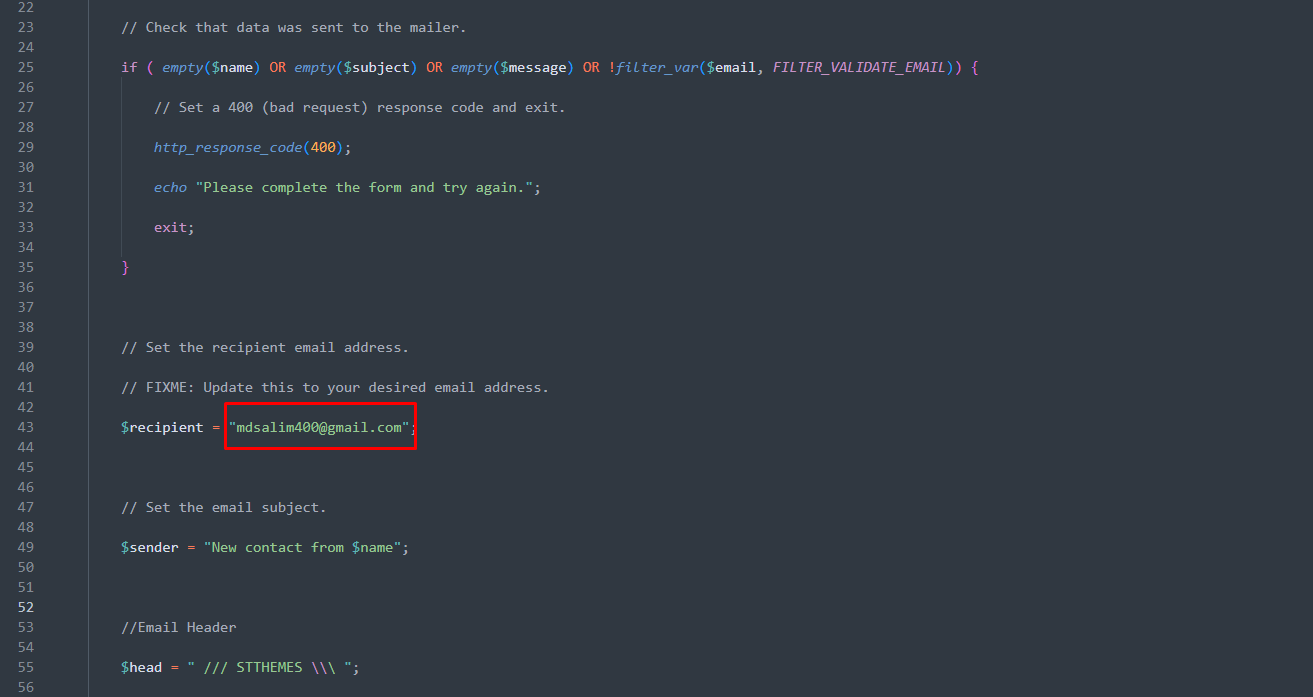 22
23 // Check that data was sent to the mailer.
24
25 if ( empty($name) OR empty($subject) OR empty($message) OR !filter_var($email, FILTER_VALIDATE_EMAIL)) {
26
27 // Set a 400 (bad request) response code and exit.
28
29 http_response_code(400);
30
31 echo "Please complete the form and try again.";
32
33 exit;
34
35 }
36
37
38
39 // Set the recipient email address.
40
41 // FIXME: Update this to your desired email address.
42
43 $recipient = "mdsalim400@gmail.com";
44
45
46
47 // Set the email subject.
48
49 $sender = "New contact from $name";
50
51
52
53 //Email Header
54
55 $head = " /// STTHEMES \\\ ";
56